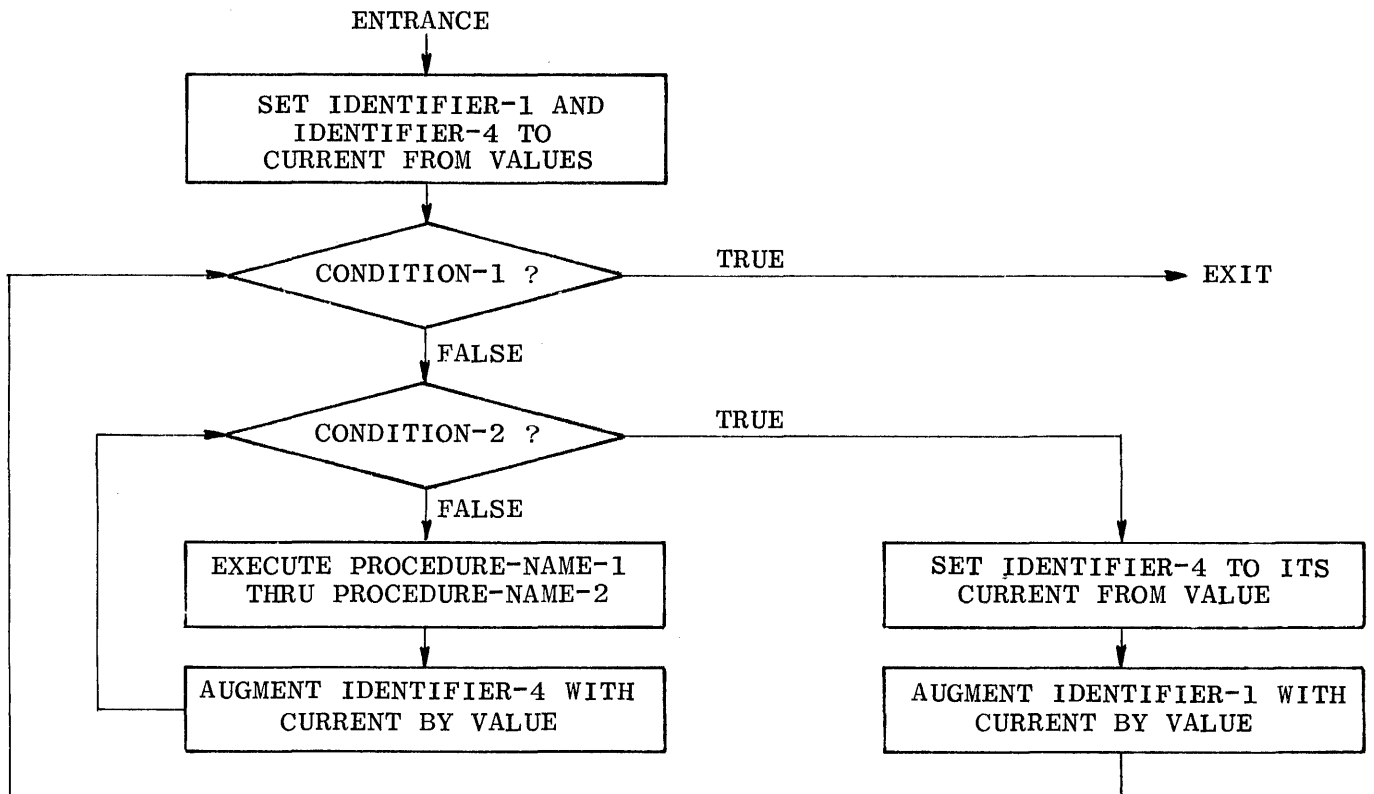 ENTRANCE
SET IDENTIFIER-1 AND
IDENTIFIER-4 TO
CURRENT FROM VALUES
CONDITION-1 ?
TRUE
EXIT
FALSE
CONDITION-2 ?
TRUE
FALSE
EXECUTE PROCEDURE-NAME-1
THRU PROCEDURE-NAME-2
SET IDENTIFIER-4 TO ITS
CURRENT FROM VALUE
AUGMENT IDENTIFIER-4 WITH
CURRENT BY VALUE
AUGMENT IDENTIFIER-1 WITH
CURRENT BY VALUE